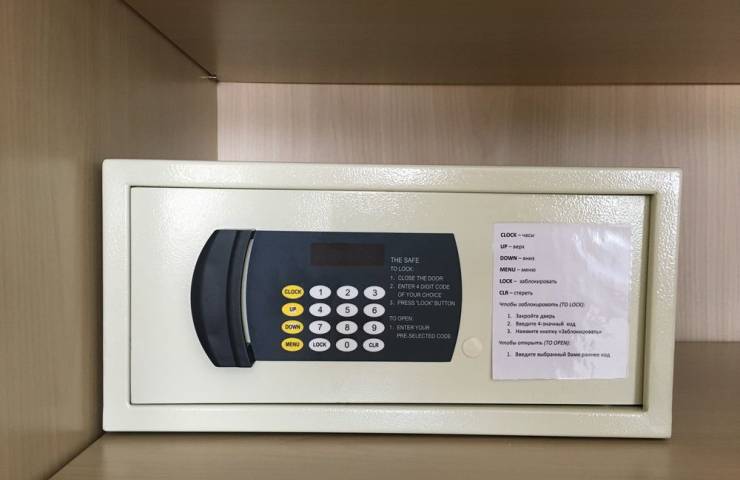 THE SAFE
TO LOCK:
1. CLOSE THE DOOR
2. ENTER 4 DIGIT CODE
OF YOUR CHOICE
3. PRESS "LOCK" BUTTON
TO OPEN:
1. ENTER YOUR
PRE-SELECTED CODE
CLOCK 1 2 3
UP 4 5 6
DOWN 7 8 9
MENU LOCK 0 CLR
CLOCK – часы
UP – верх
DOWN – вниз
MENU – меню
LOCK – заблокировать
CLR – стереть
Чтобы заблокировать (TO LOCK):
1. Закройте дверь
2. Введите 4-значный код
3. Нажмите кнопку «Заблокировать»
Чтобы открыть (TO OPEN):
1. Введите выбранный Вами ранее код